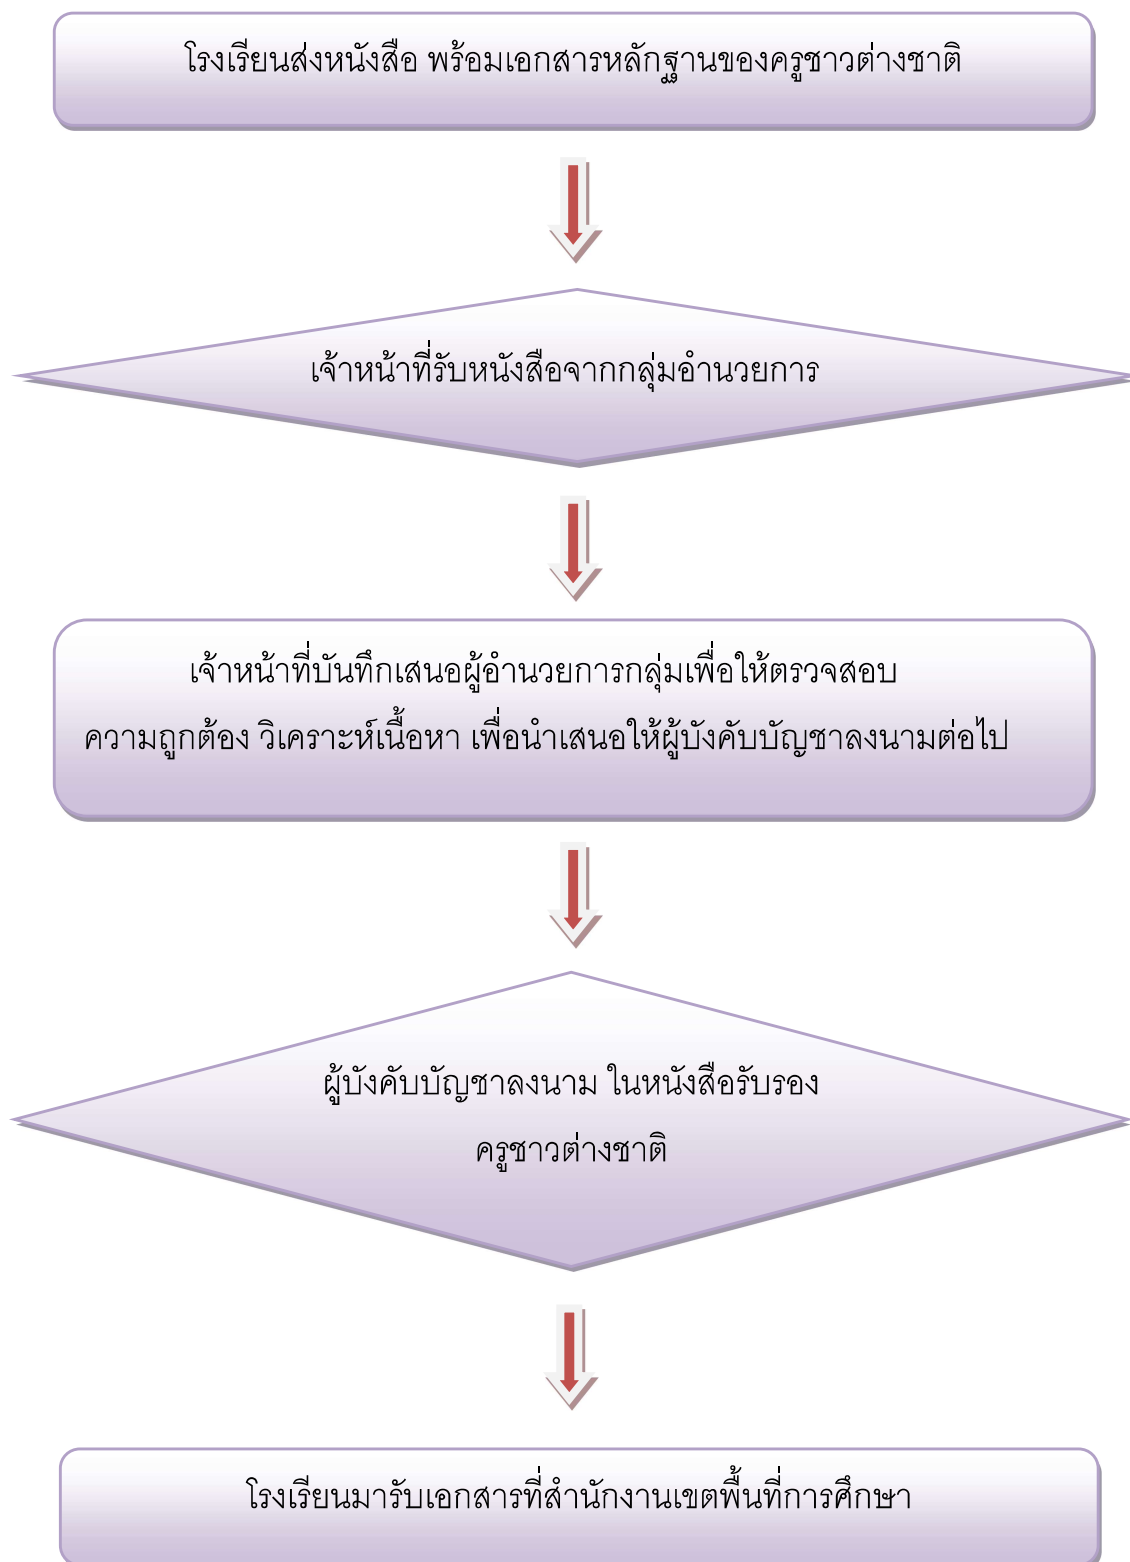 โรงเรียนส่งหนังสือ พร้อมเอกสารหลักฐานของครูชาวต่างชาติ
เจ้าหน้าที่รับหนังสือจากกลุ่มอำนวยการ
เจ้าหน้าที่บันทึกเสนอผู้อำนวยการกลุ่มเพื่อให้ตรวจสอบ
ความถูกต้อง วิเคราะห์เนื้อหา เพื่อนำเสนอให้ผู้บังคับบัญชาลงนามต่อไป
ผู้บังคับบัญชาลงนาม ในหนังสือรับรอง
ครูชาวต่างชาติ
โรงเรียนมารับเอกสารที่สำนักงานเขตพื้นที่การศึกษา